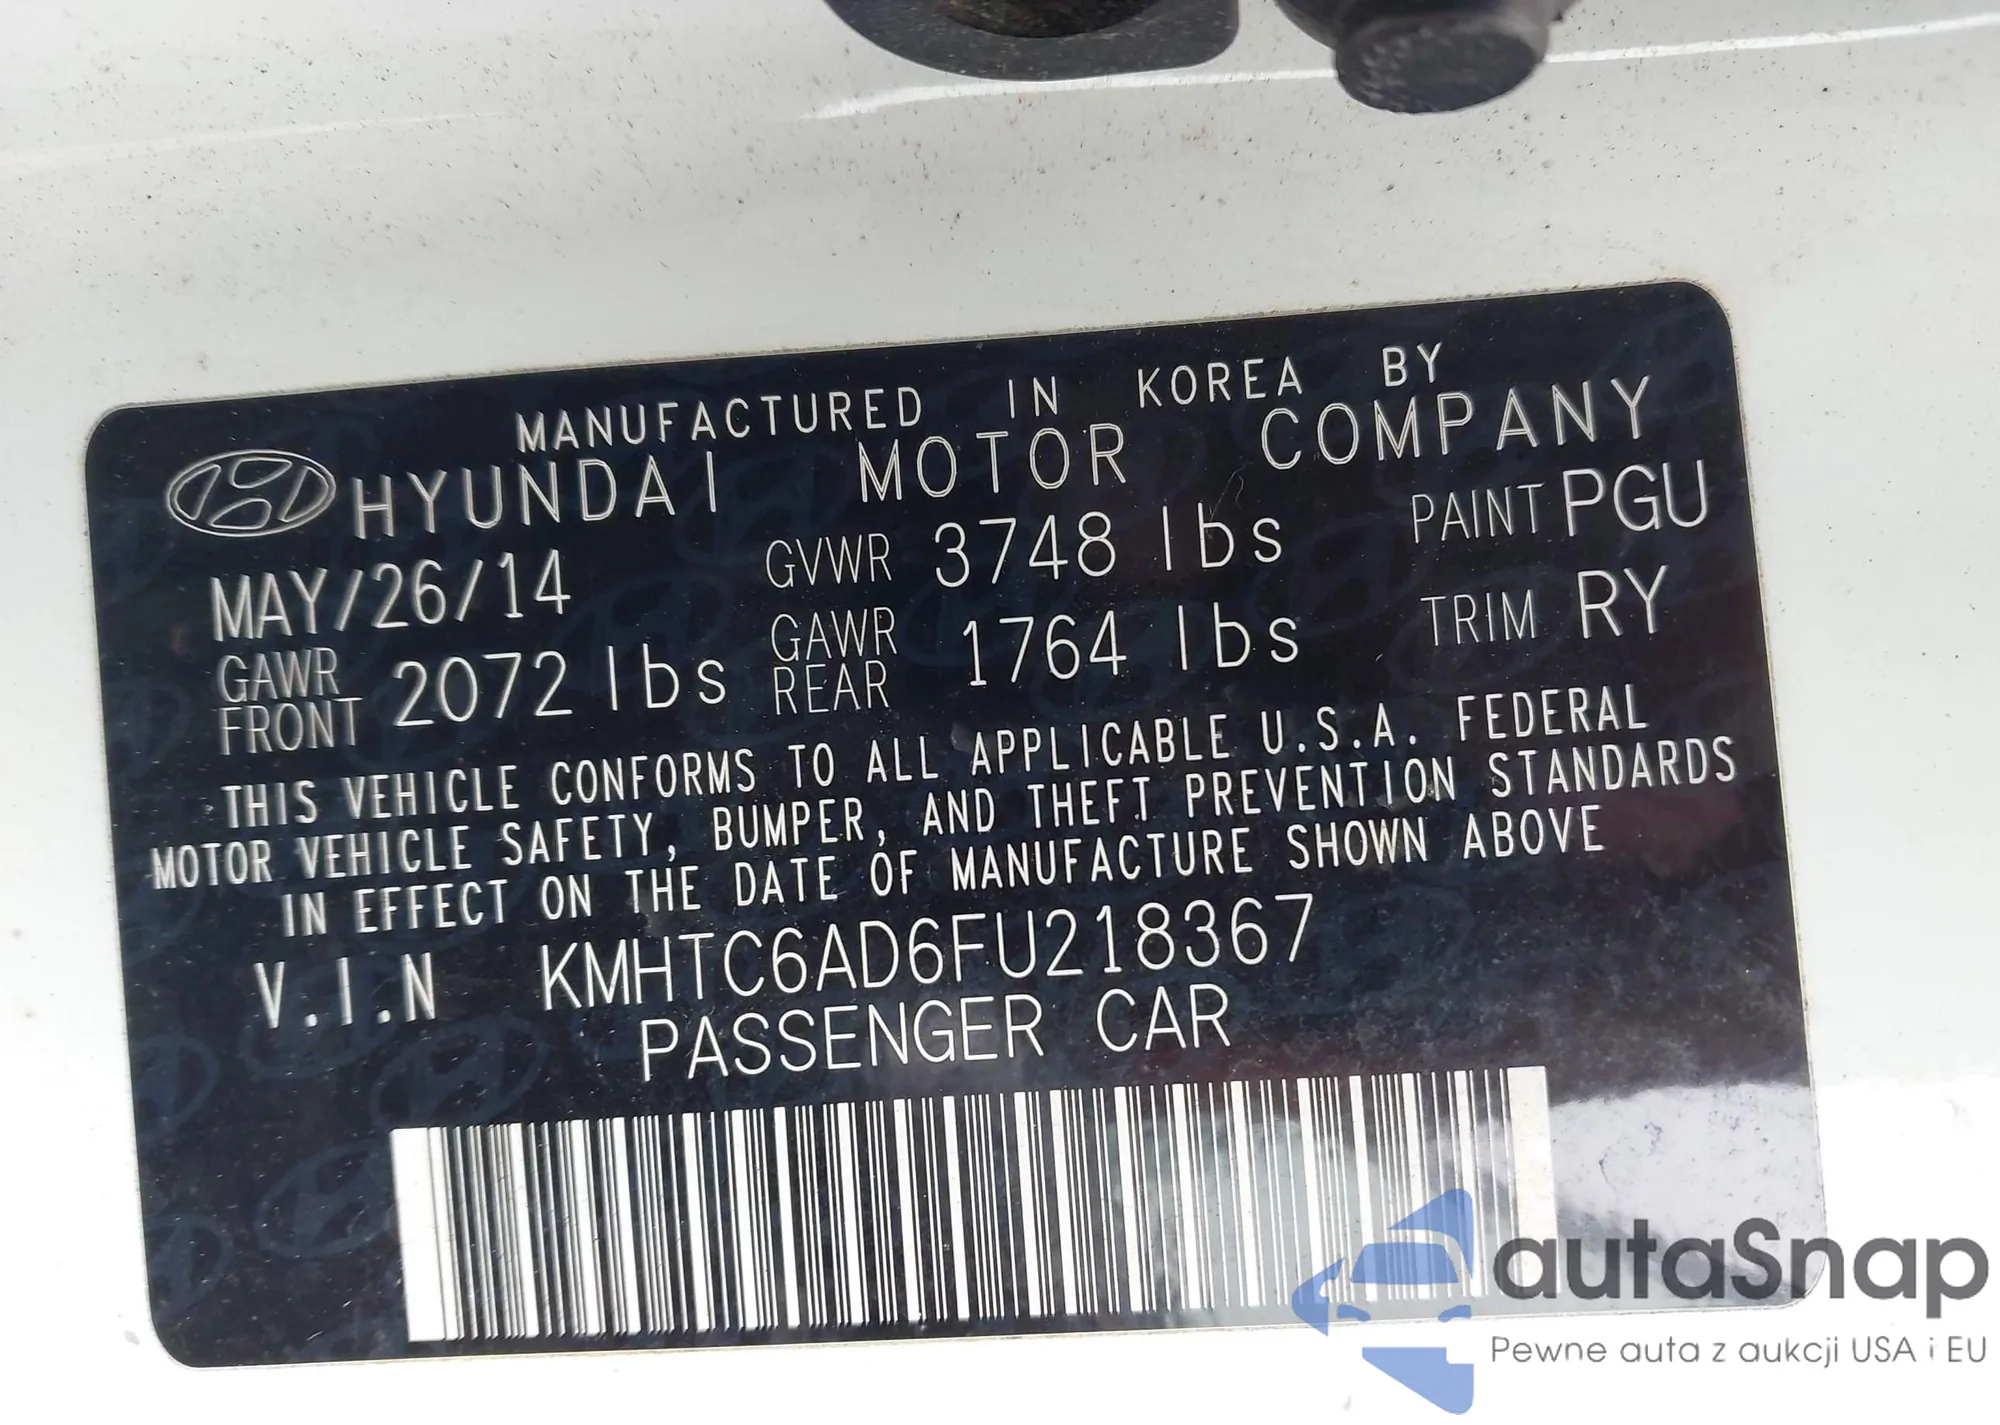 MANUFACTURED IN KOREA BY
HYUNDAI MOTOR COMPANY
MAY/26/14 GVWR 3748 lbs PAINT PGU
GAWR FRONT 2072 lbs GAWR REAR 1764 lbs TRIM RY
THIS VEHICLE CONFORMS TO ALL APPLICABLE U.S.A. FEDERAL
MOTOR VEHICLE SAFETY, BUMPER, AND THEFT PREVENTION STANDARDS
IN EFFECT ON THE DATE OF MANUFACTURE SHOWN ABOVE
V.I.N KMHTC6AD6FU218367
PASSENGER CAR
autaSnap
Pewne auta z aukcji USA i EU